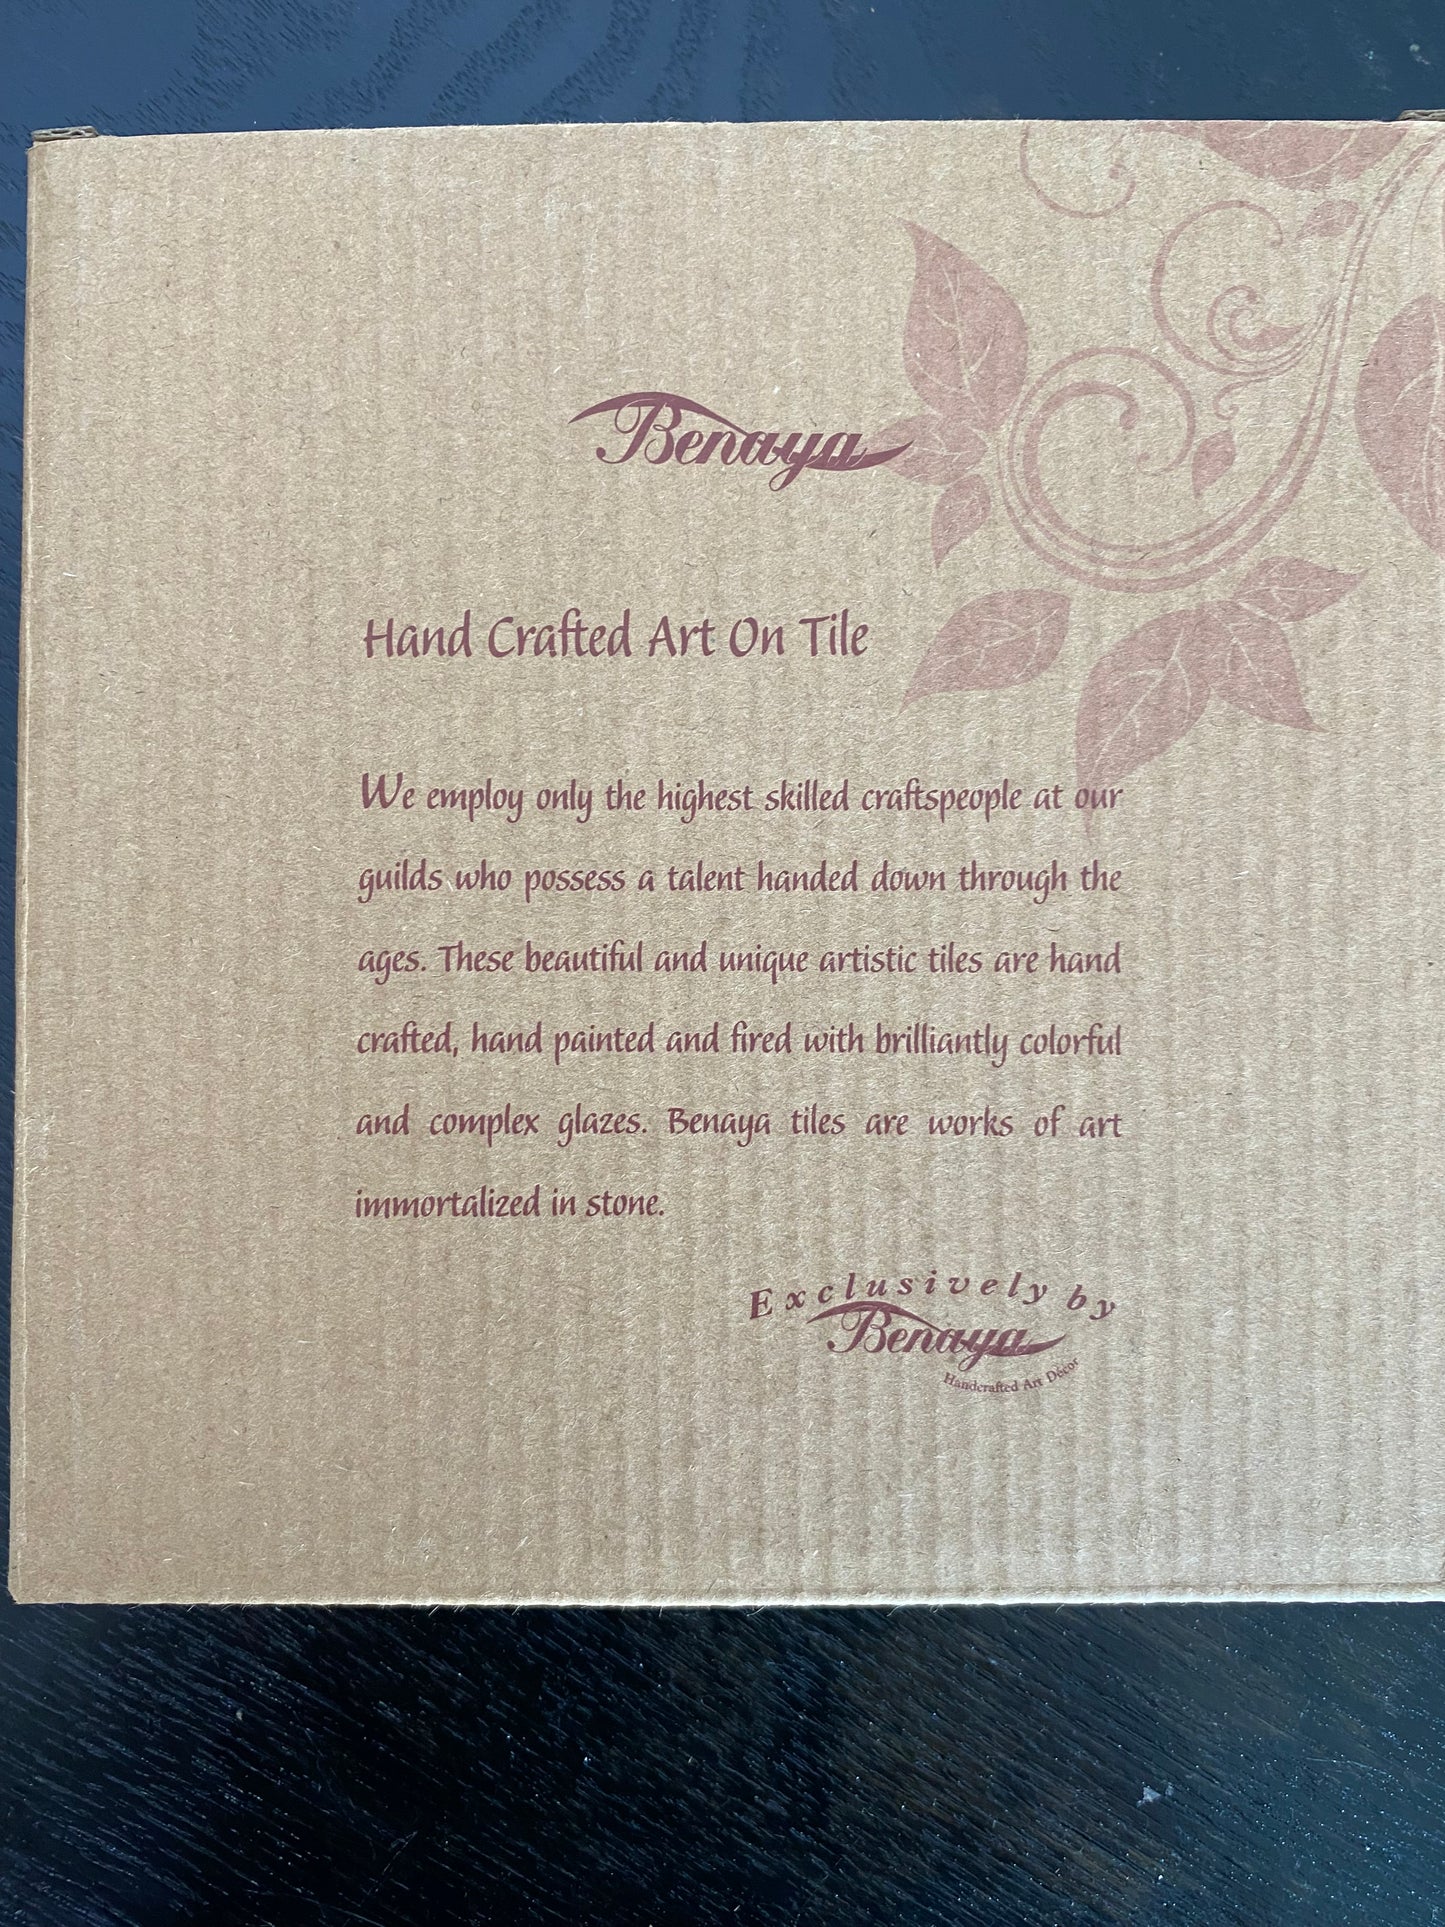 Benaya
Hand Crafted Art On Tile
We employ only the highest skilled craftspeople at our
guilds who possess a talent handed down through the
ages. These beautiful and unique artistic tiles are hand
crafted, hand painted and fired with brilliantly colorful
and complex glazes. Benaya tiles are works of art
immortalized in stone.
Exclusively by
Benaya
Handcrafted Art Décor